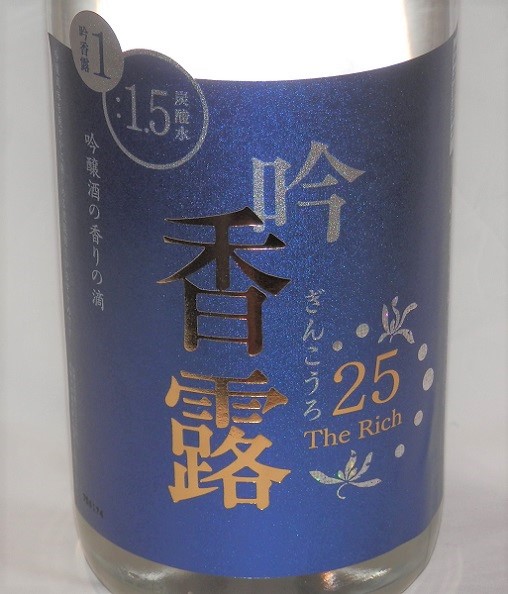 吟香露
1
:1.5
炭酸水
吟醸酒の香りの滴
吟香露
ぎんこうろ
25
The Rich